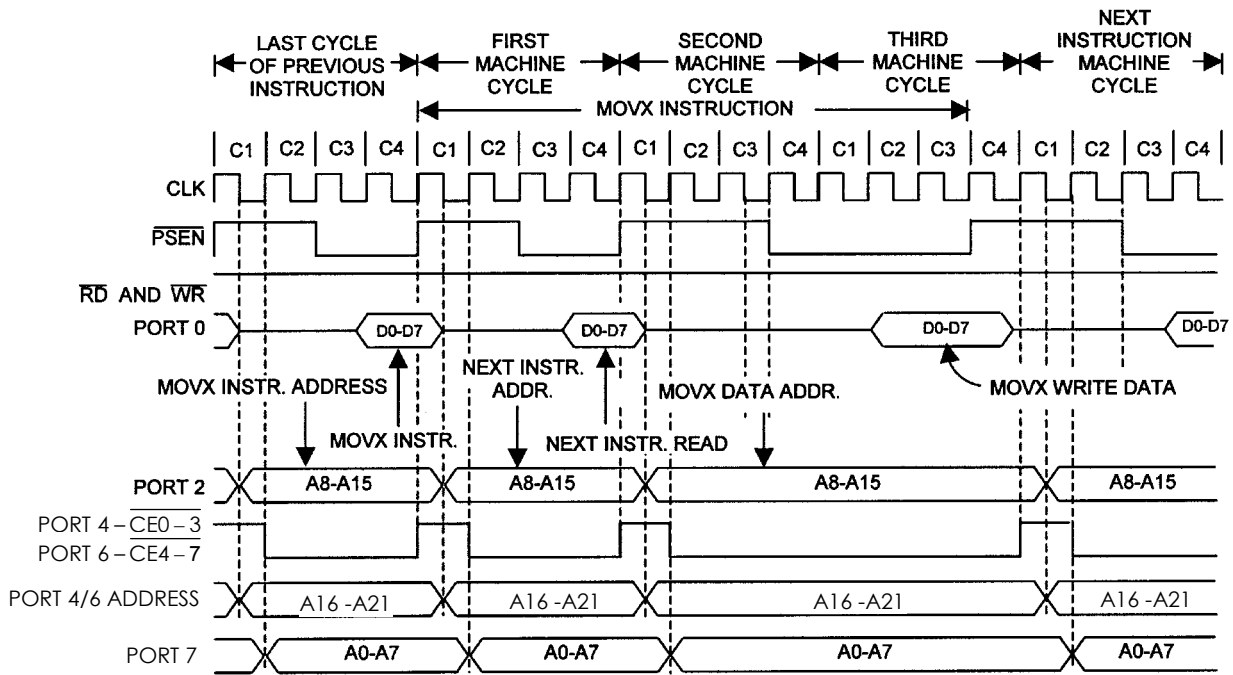 LAST CYCLE
OF PREVIOUS
INSTRUCTION
FIRST
MACHINE
CYCLE
SECOND
MACHINE
CYCLE
THIRD
MACHINE
CYCLE
NEXT
INSTRUCTION
MACHINE
CYCLE
MOVX INSTRUCTION
C1 C2 C3 C4 C1 C2 C3 C4 C1 C2 C3 C4 C1 C2 C3 C4 C1 C2 C3 C4
CLK
PSEN
RD AND WR
PORT 0
D0-D7 D0-D7 D0-D7 D0-D7
MOVX INSTR. ADDRESS
NEXT INSTR.
ADDR.
MOVX DATA ADDR.
MOVX WRITE DATA
MOVX INSTR.
NEXT INSTR. READ
PORT 2 A8-A15 A8-A15 A8-A15 A8-A15
PORT 4 – CE0 – 3
PORT 6 – CE4 – 7
PORT 4/6 ADDRESS A16 -A21 A16 -A21 A16 -A21 A16 -A21
PORT 7 A0-A7 A0-A7 A0-A7 A0-A7